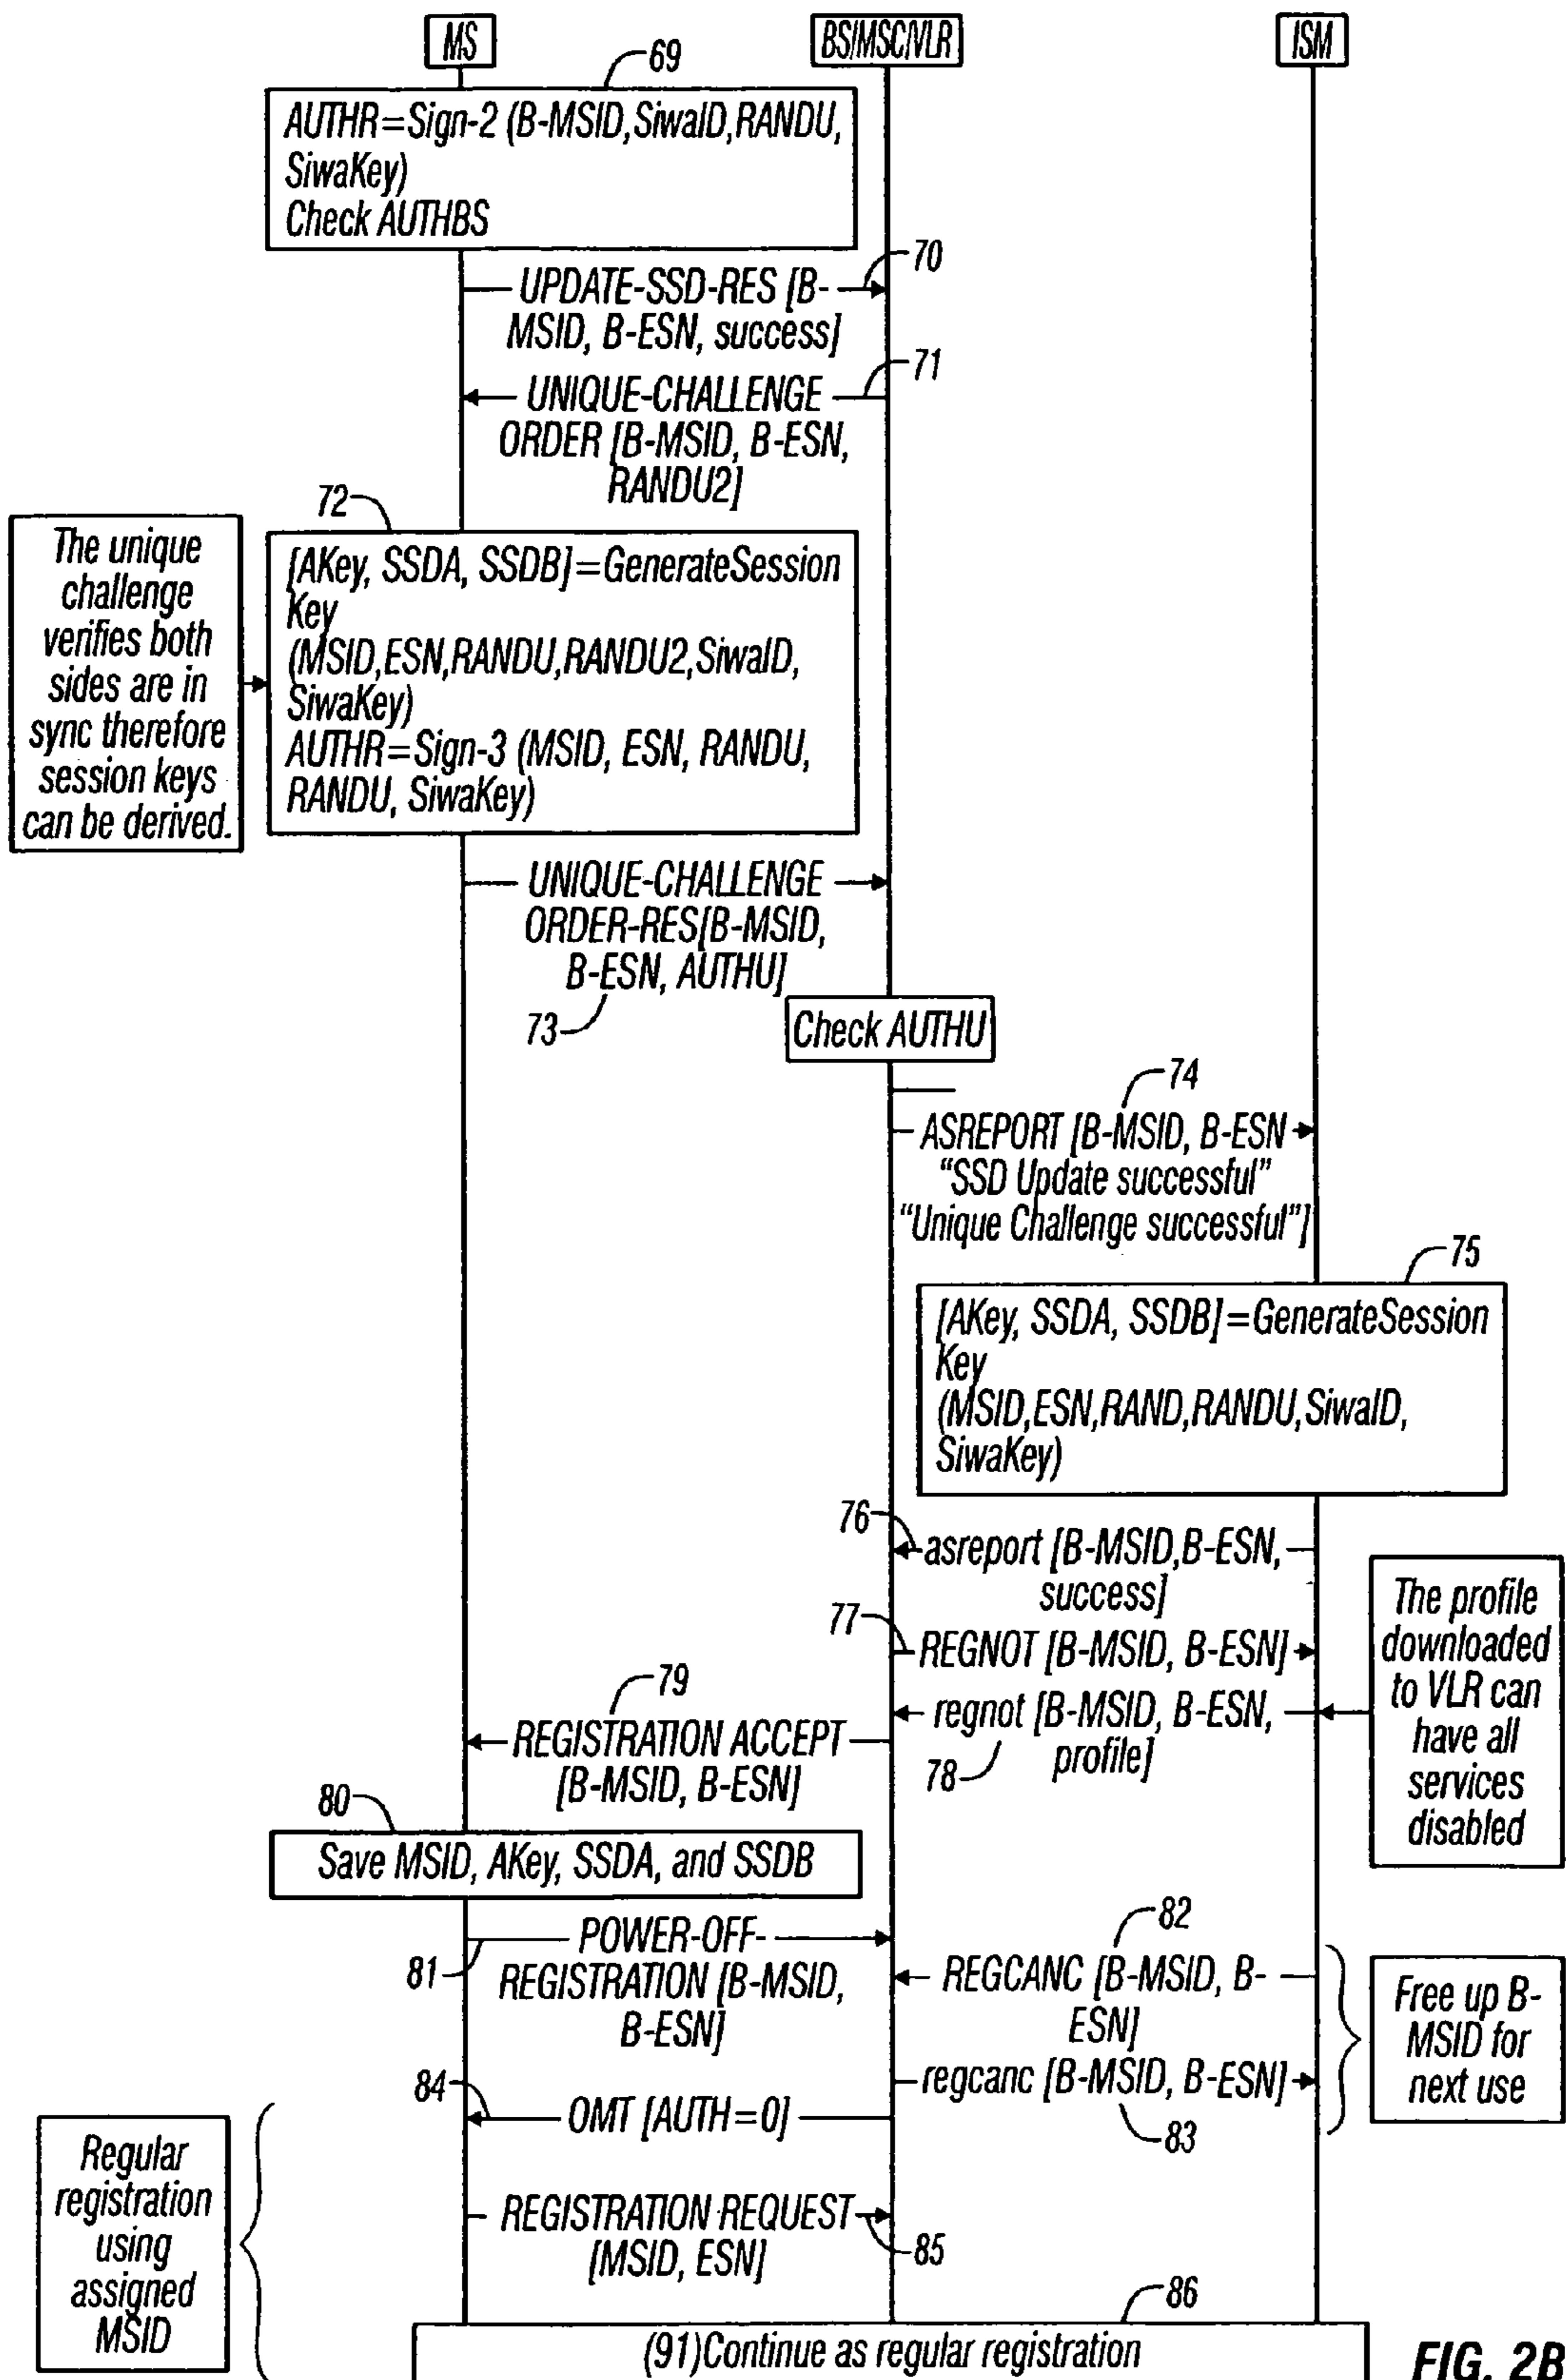 MS
BS/MSC/VLR
ISM
69
AUTHR=Sign-2 (B-MSID,SiwaID,RANDU,
SiwaKey)
Check AUTHBS
70
UPDATE-SSD-RES [B-
MSID, B-ESN, success]
71
UNIQUE-CHALLENGE
ORDER [B-MSID, B-ESN,
RANDU2]
72
The unique
challenge
verifies both
sides are in
sync therefore
session keys
can be derived.
[AKey, SSDA, SSDB]=GenerateSession
Key
(MSID,ESN,RANDU,RANDU2,SiwaID,
SiwaKey)
AUTHR=Sign-3 (MSID, ESN, RANDU,
RANDU, SiwaKey)
UNIQUE-CHALLENGE
ORDER-RES[B-MSID,
B-ESN, AUTHU]
73
Check AUTHU
74
ASREPORT [B-MSID, B-ESN
"SSD Update successful"
"Unique Challenge successful"]
75
[AKey, SSDA, SSDB]=GenerateSession
Key
(MSID,ESN,RAND,RANDU,SiwaID,
SiwaKey)
76
asreport [B-MSID,B-ESN,
success]
77
REGNOT [B-MSID, B-ESN]
The profile
downloaded
to VLR can
have all
services
disabled
79
regnot [B-MSID, B-ESN,
profile]
78
REGISTRATION ACCEPT
[B-MSID, B-ESN]
80
Save MSID, AKey, SSDA, and SSDB
82
POWER-OFF-
REGISTRATION [B-MSID,
B-ESN]
81
REGCANC [B-MSID, B-
ESN]
Free up B-
MSID for
next use
regcanc [B-MSID, B-ESN]
83
84
OMT [AUTH=0]
Regular
registration
using
assigned
MSID
REGISTRATION REQUEST
[MSID, ESN]
85
86
(91)Continue as regular registration
FIG. 2B